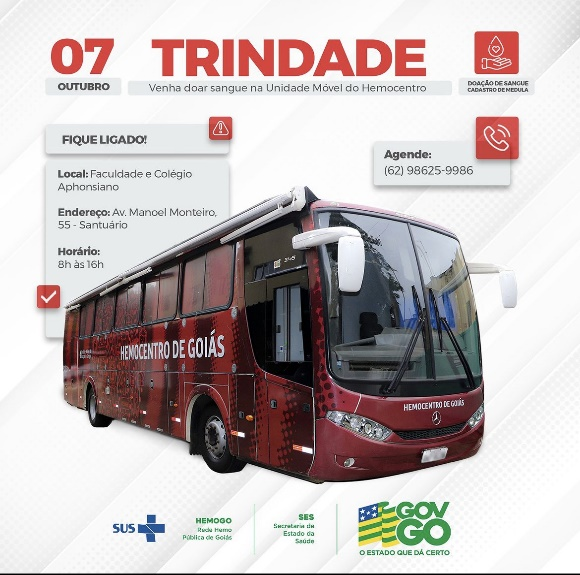 07 TRINDADE
OUTUBRO
Venha doar sangue na Unidade Móvel do Hemocentro
DOAÇÃO DE SANGUE
CADASTRO DE MEDULA
FIQUE LIGADO!
Local: Faculdade e Colégio
Aphonsiano
Endereço: Av. Manoel Monteiro,
55 - Santuário
Horário:
8h às 16h
Agende:
(62) 98625-9986
HEMOCENTRO DE GOIÁS
HEMOCENTRO DE GOIÁS
SUS
HEMOGO
Rede Hemo
Pública de Goiás
SES
Secretaria de
Estado da
Saúde
GOV
GO
O ESTADO QUE DÁ CERTO